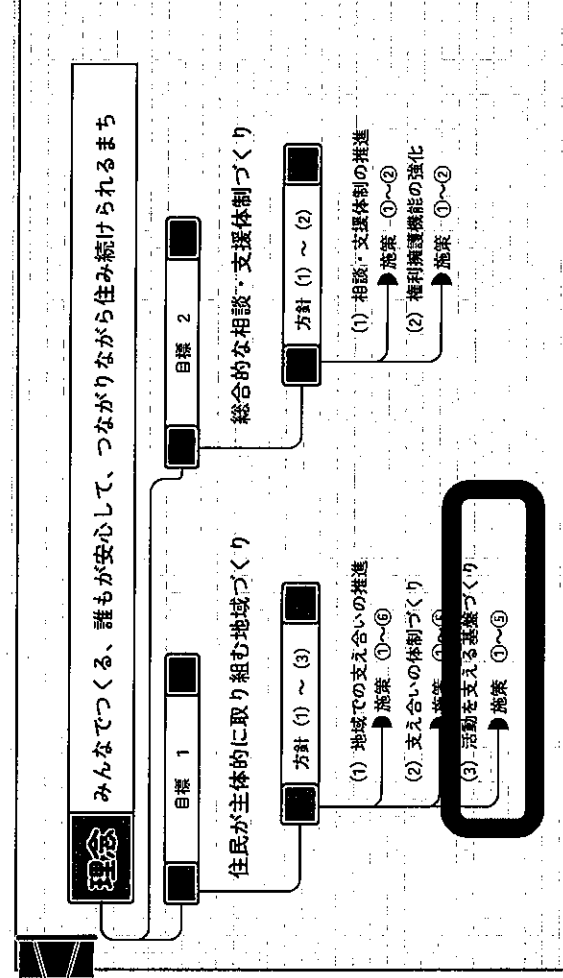 理念 みんなでつくる、誰もが安心して、つながりながら住み続けられるまち
目標 1
住民が主体的に取り組む地域づくり
方針 (1) ~ (3)
(1) 地域での支え合いの推進
施策 ①~⑥
(2) 支え合いの体制づくり
施策
(3) 活動を支える基盤づくり
施策 ①~⑤
目標 2
総合的な相談・支援体制づくり
方針 (1) ~ (2)
(1) 相談・支援体制の推進
施策 ①~②
(2) 権利擁護機能の強化
施策 ①~②